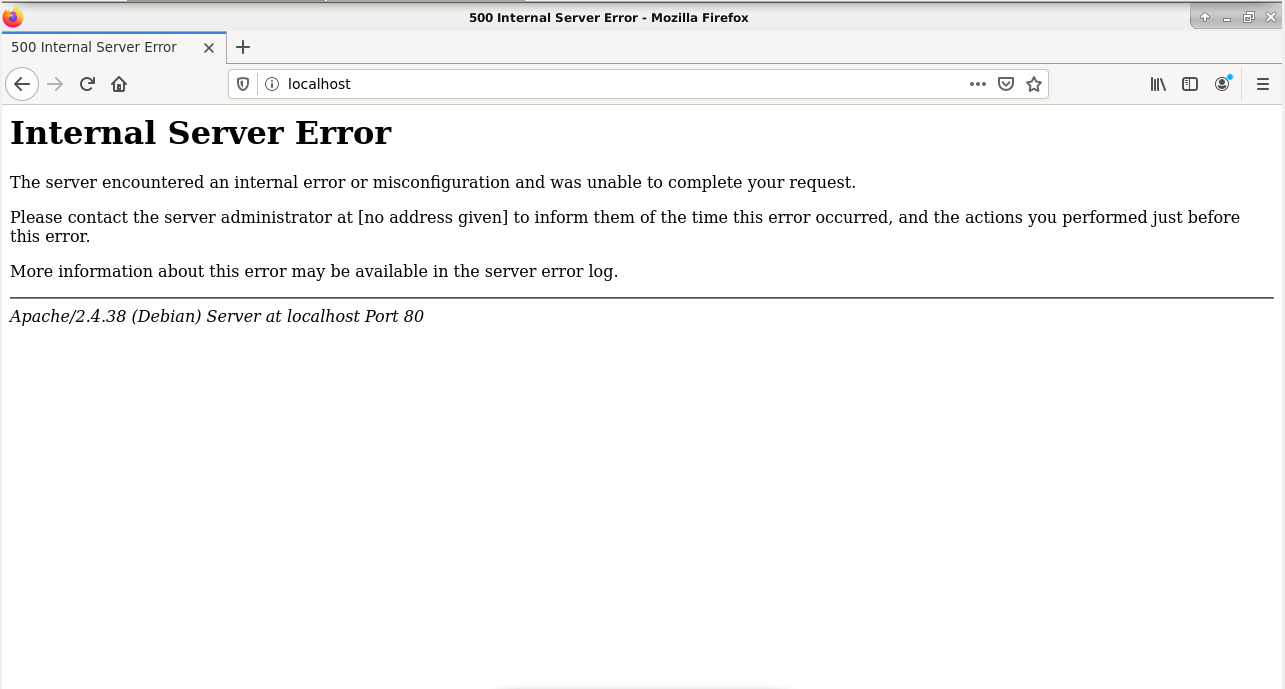 500 Internal Server Error - Mozilla Firefox
500 Internal Server Error
localhost
Internal Server Error
The server encountered an internal error or misconfiguration and was unable to complete your request.
Please contact the server administrator at [no address given] to inform them of the time this error occurred, and the actions you performed just before
this error.
More information about this error may be available in the server error log.
Apache/2.4.38 (Debian) Server at localhost Port 80